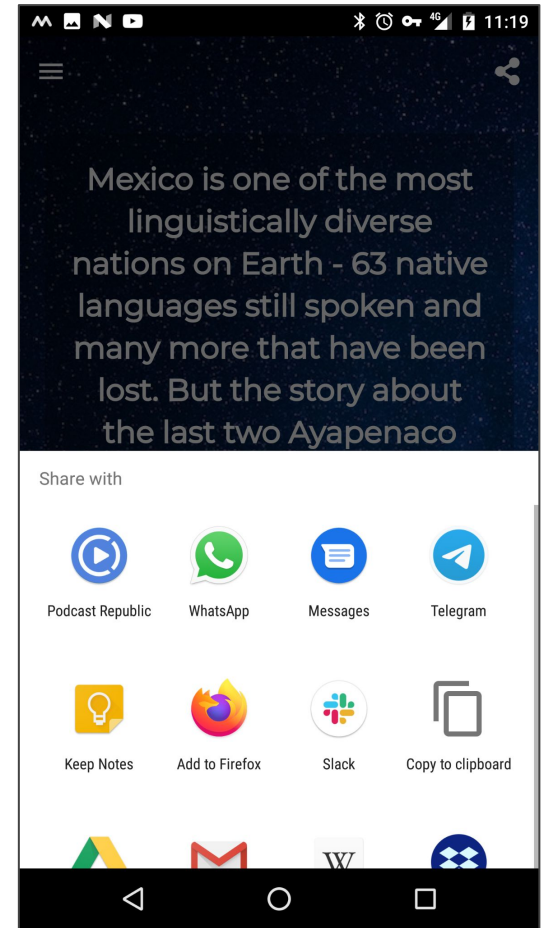 4G 11:19
Mexico is one of the most
linguistically diverse
nations on Earth - 63 native
languages still spoken and
many more that have been
lost. But the story about
the last two Ayapenaco
Share with
Podcast Republic WhatsApp Messages Telegram
Keep Notes Add to Firefox Slack Copy to clipboard
W